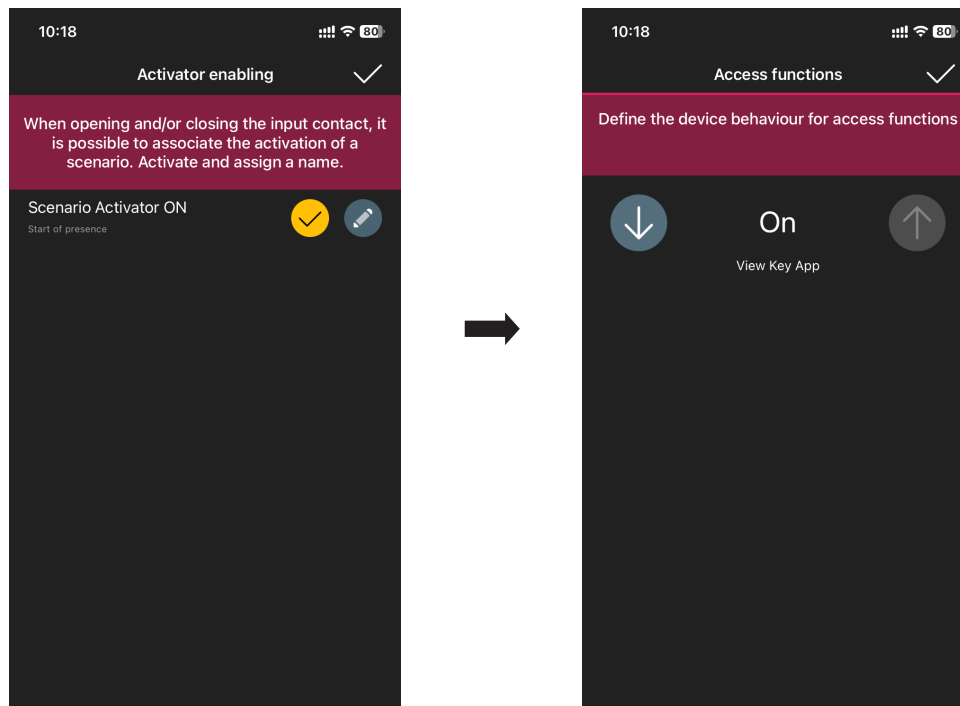 10:18
80
Activator enabling
When opening and/or closing the input contact, it
is possible to associate the activation of a
scenario. Activate and assign a name.
Scenario Activator ON
Start of presence
10:18
80
Access functions
Define the device behaviour for access functions
On
View Key App